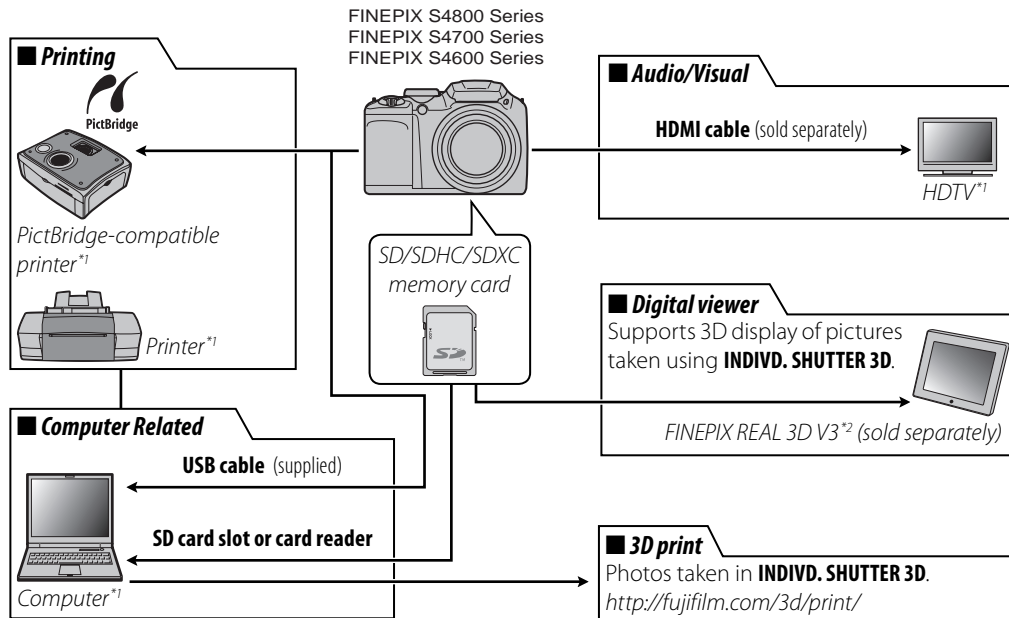 FINEPIX S4800 Series
FINEPIX S4700 Series
FINEPIX S4600 Series
■ Printing
PictBridge
PictBridge-compatible
printer*1
Printer*1
■ Computer Related
USB cable (supplied)
SD card slot or card reader
Computer*1
SD/SDHC/SDXC
memory card
SD
■ Audio/Visual
HDMI cable (sold separately)
HDTV*1
■ Digital viewer
Supports 3D display of pictures
taken using INDIVD. SHUTTER 3D.
FINEPIX REAL 3D V3*2 (sold separately)
■ 3D print
Photos taken in INDIVD. SHUTTER 3D.
http://fujifilm.com/3d/print/